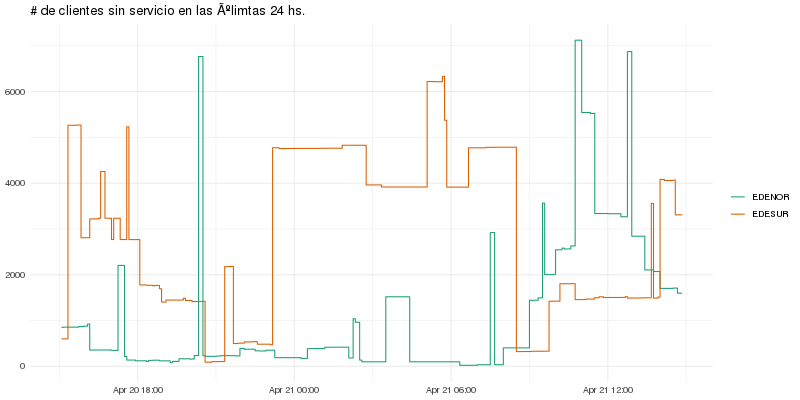 # de clientes sin servicio en las Ãºlimtas 24 hs.
6000
4000
2000
0
Apr 20 18:00
Apr 21 00:00
Apr 21 06:00
Apr 21 12:00
EDENOR
EDESUR